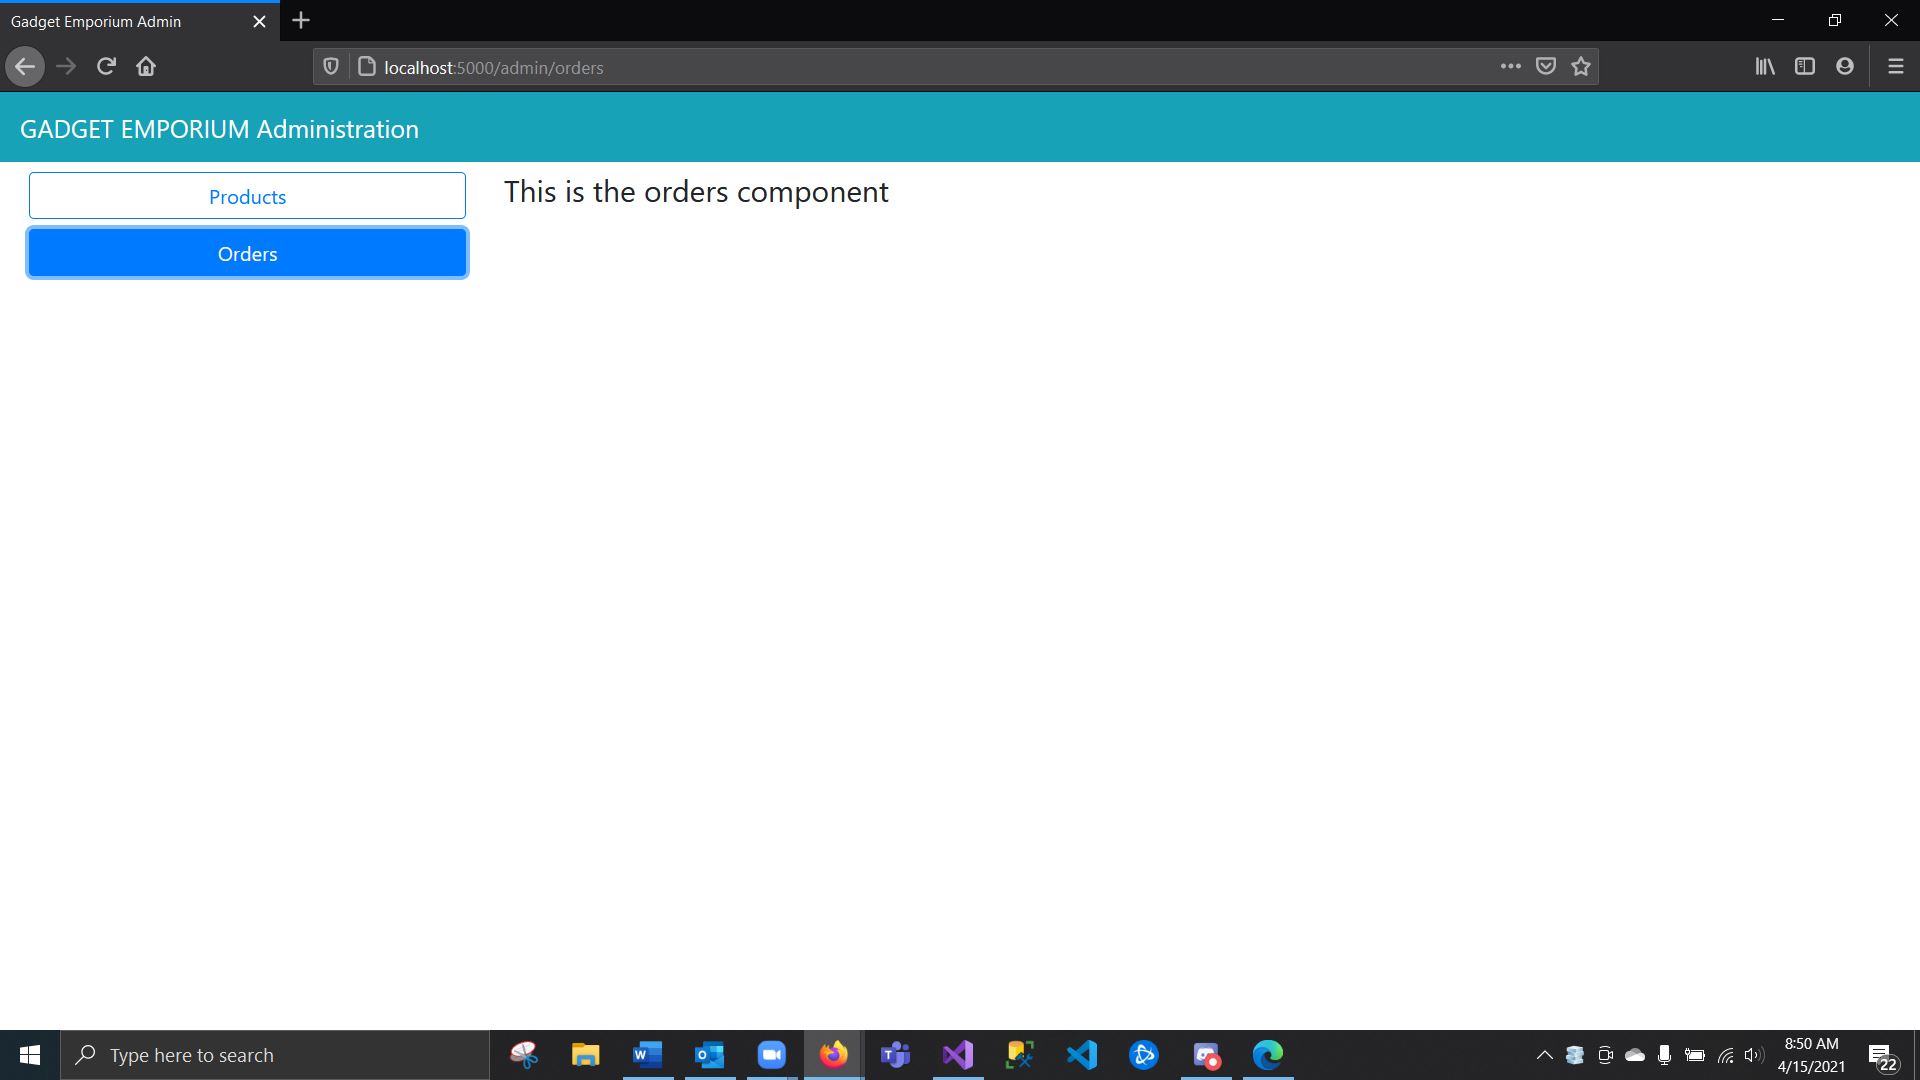 Gadget Emporium Admin
localhost:5000/admin/orders
GADGET EMPORIUM Administration
Products
This is the orders component
Orders
Type here to search
8:50 AM
4/15/2021
22